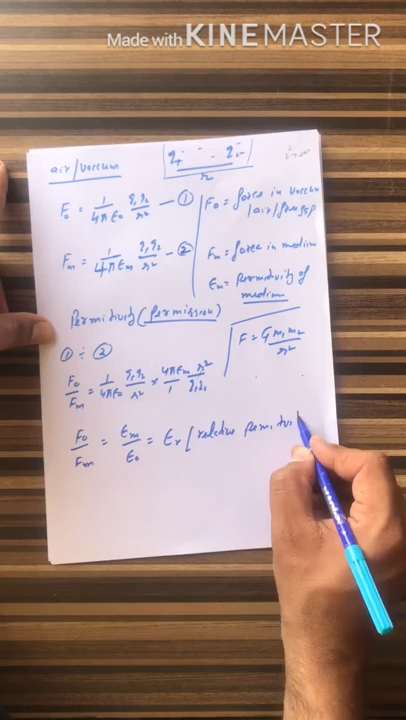 Made with KINEMASTER
air/vaccum
q₁ - - - q₂
r
F₀ = 1/4πε₀ q₁q₂/r² — ①
F₀ = force in vaccum /air/free gap
Fm = 1/4πεm q₁q₂/r² — ②
Fm = force in medium
εm = Permitivity of medium
Permitivity (Permission)
F = G m₁m₂/r²
① ÷ ②
F₀/Fm = 1/4πε₀ q₁q₂/r² × 4πεm/1 r²/q₁q₂
F₀/Fm = εm/ε₀ = εr [relative Permitivi